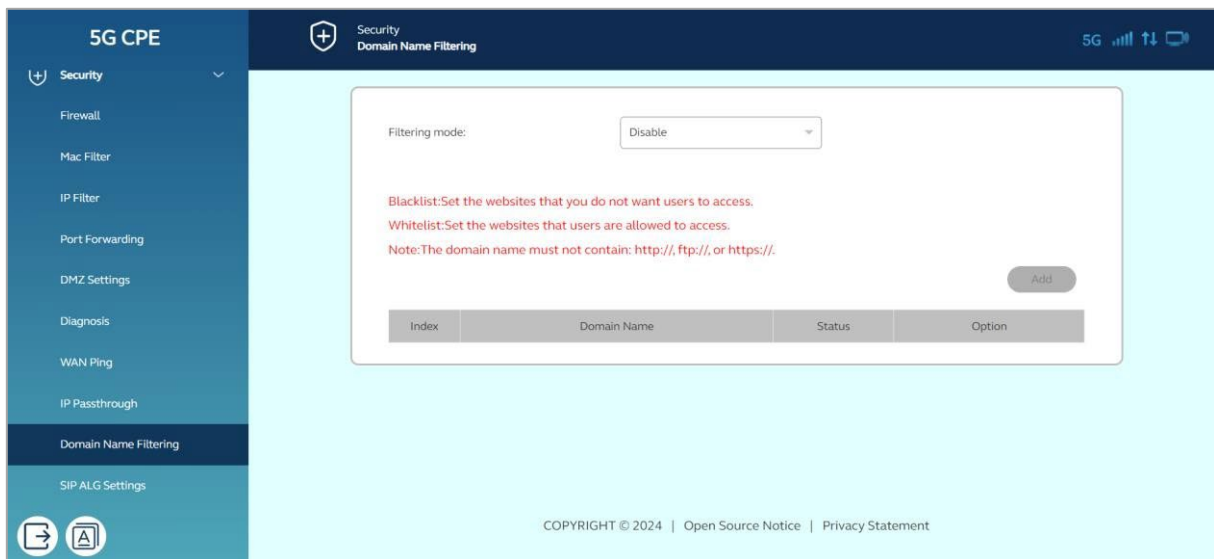 5G CPE
Security
Firewall
Mac Filter
IP Filter
Port Forwarding
DMZ Settings
Diagnosis
WAN Ping
IP Passthrough
Domain Name Filtering
SIP ALG Settings
A
Security
Domain Name Filtering
5G
Filtering mode: Disable
Blacklist:Set the websites that you do not want users to access.
Whitelist:Set the websites that users are allowed to access.
Note:The domain name must not contain: http://, ftp://, or https://.
Add
Index Domain Name Status Option
COPYRIGHT © 2024 | Open Source Notice | Privacy Statement